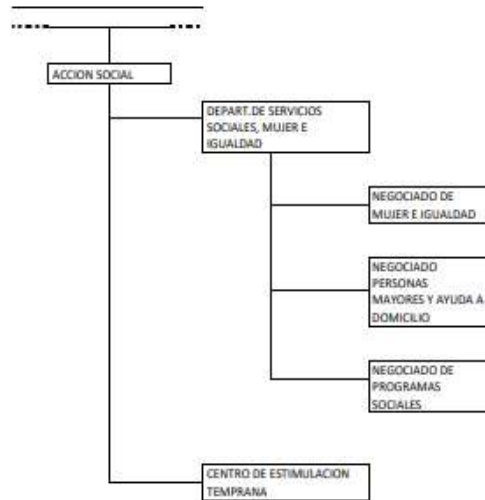 ACCION SOCIAL
DEPART.DE SERVICIOS
SOCIALES, MUJER E
IGUALDAD
NEGOCIADO DE
MUJER E IGUALDAD
NEGOCIADO
PERSONAS
MAYORES Y AYUDA A
DOMICILIO
NEGOCIADO DE
PROGRAMAS
SOCIALES
CENTRO DE ESTIMULACION
TEMPRANA